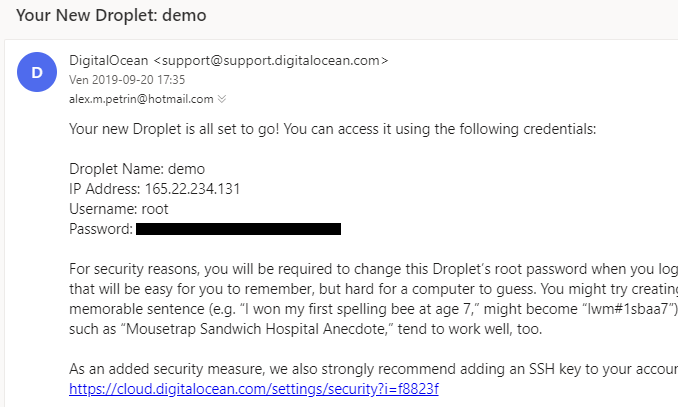 Your New Droplet: demo
D
DigitalOcean <support@support.digitalocean.com>
Ven 2019-09-20 17:35
alex.m.petrin@hotmail.com
Your new Droplet is all set to go! You can access it using the following credentials:
Droplet Name: demo
IP Address: 165.22.234.131
Username: root
Password:
For security reasons, you will be required to change this Droplet’s root password when you log
that will be easy for you to remember, but hard for a computer to guess. You might try creating
memorable sentence (e.g. “I won my first spelling bee at age 7,” might become “Iwm#1sbaa7”)
such as “Mousetrap Sandwich Hospital Anecdote,” tend to work well, too.
As an added security measure, we also strongly recommend adding an SSH key to your accoun
https://cloud.digitalocean.com/settings/security?i=f8823f